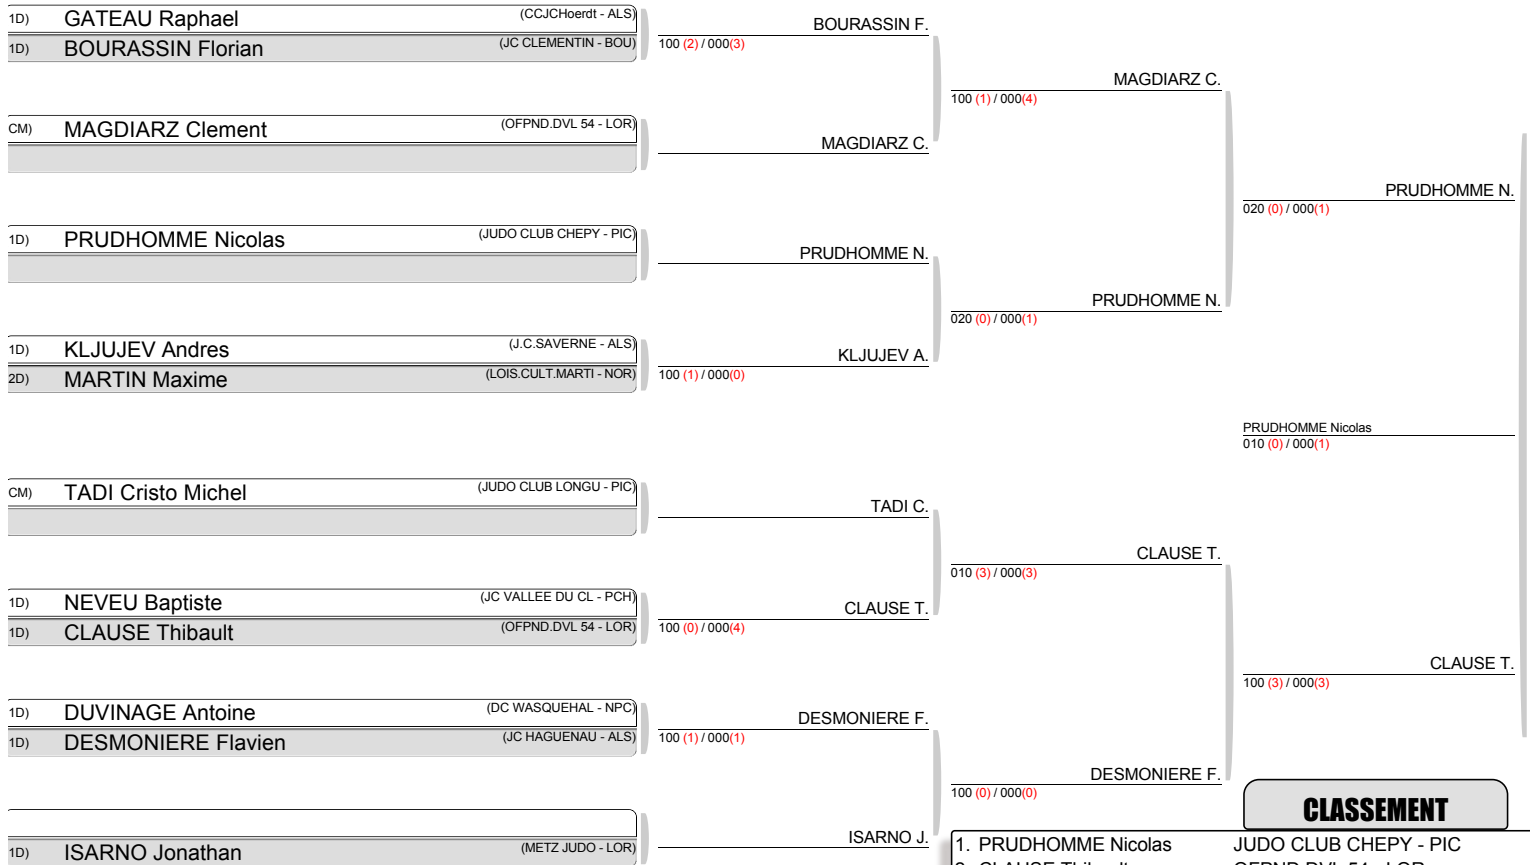 1D) GATEAU Raphael (CCJCHoerdt - ALS)
1D) BOURASSIN Florian (JC CLEMENTIN - BOU)
CM) MAGDIARZ Clement (OFPND.DVL 54 - LOR)
1D) PRUDHOMME Nicolas (JUDO CLUB CHEPY - PIC)
1D) KLJUJEV Andres (J.C.SAVERNE - ALS)
2D) MARTIN Maxime (LOIS.CULT.MARTI - NOR)
CM) TADI Cristo Michel (JUDO CLUB LONGU - PIC)
1D) NEVEU Baptiste (JC VALLEE DU CL - PCH)
1D) CLAUSE Thibault (OFPND.DVL 54 - LOR)
1D) DUVINAGE Antoine (DC WASQUEHAL - NPC)
1D) DESMONIERE Flavien (JC HAGUENAU - ALS)
1D) ISARNO Jonathan (METZ JUDO - LOR)
BOURASSIN F.
100 (2) / 000(3)
MAGDIARZ C.
PRUDHOMME N.
KLJUJEV A.
100 (1) / 000(0)
TADI C.
CLAUSE T.
100 (0) / 000(4)
DESMONIERE F.
100 (1) / 000(1)
ISARNO J.
MAGDIARZ C.
100 (1) / 000(4)
PRUDHOMME N.
020 (0) / 000(1)
CLAUSE T.
010 (3) / 000(3)
DESMONIERE F.
100 (0) / 000(0)
PRUDHOMME N.
020 (0) / 000(1)
PRUDHOMME Nicolas
010 (0) / 000(1)
CLAUSE T.
100 (3) / 000(3)
CLASSEMENT
1. PRUDHOMME Nicolas JUDO CLUB CHEPY - PIC
2. CLAUSE Thibault OFPND.DVL 54 - LOR